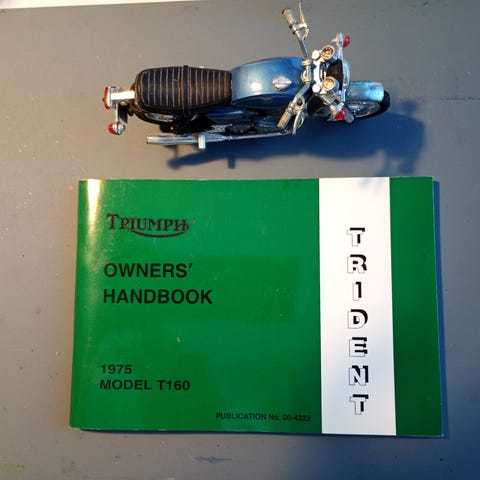 TRIUMPH
OWNERS'
HANDBOOK
1975
MODEL T160
PUBLICATION No. 00-4222
TRIDENT